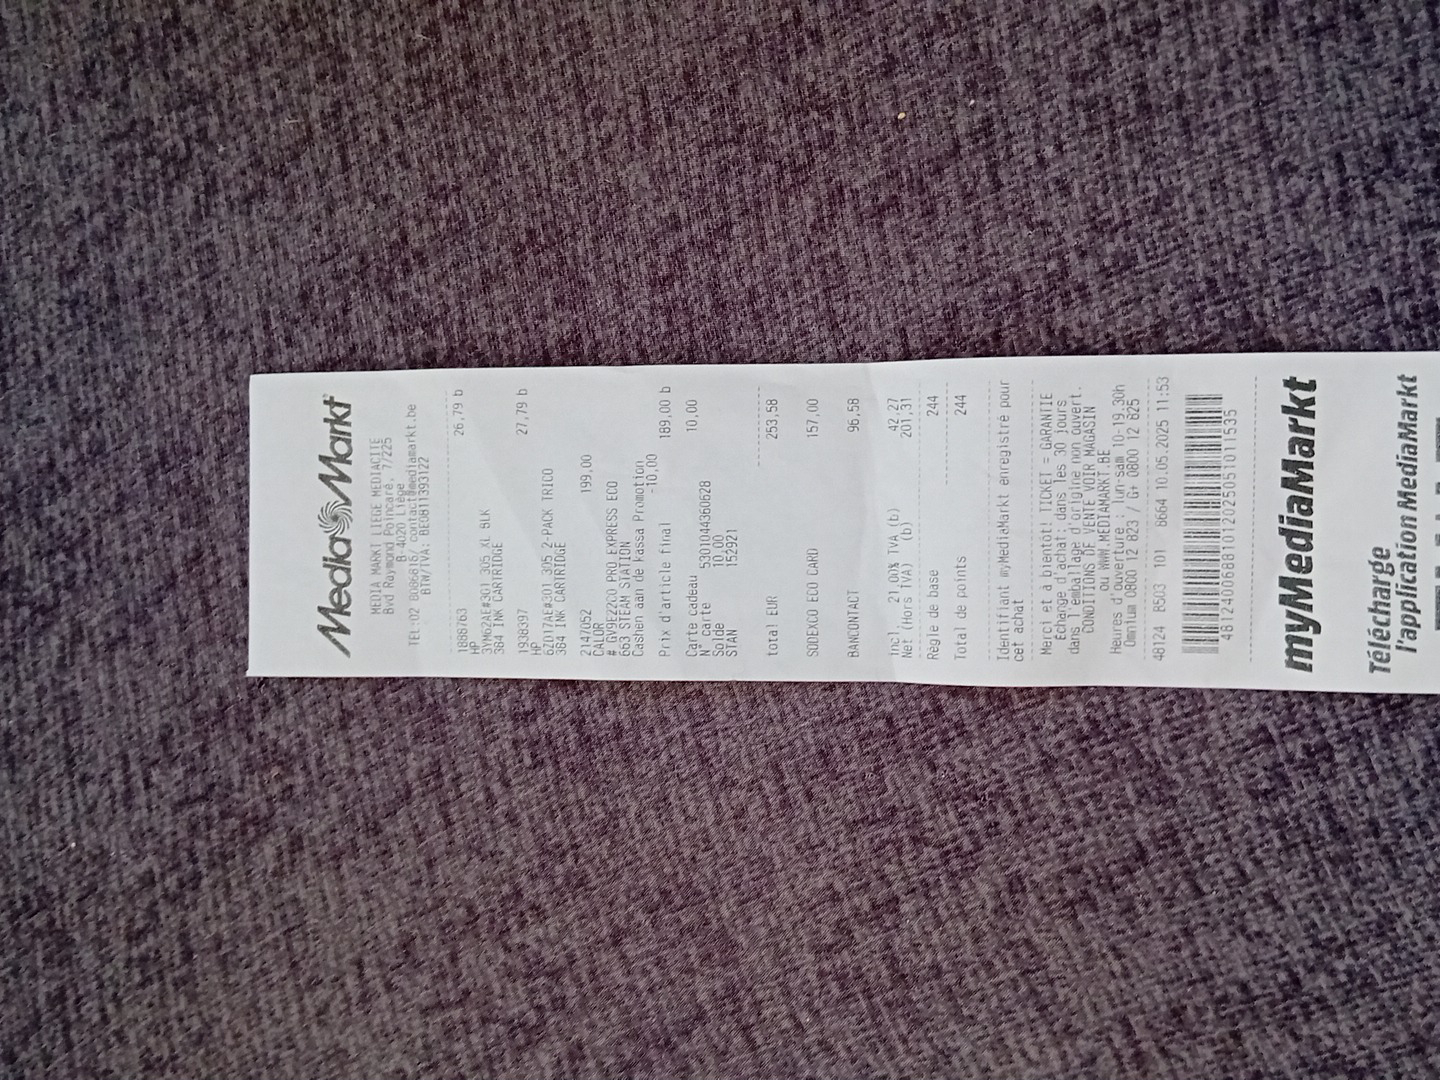 MediaMarkt
MEDIA MARKT LIEGE MEDIACITE
Bvd Raymond Poincaré, 7/225
B-4020 Liège
TEL:02 8086816/ contact@mediamarkt.be
BTW/TVA: BE0811393122
1888763 26,79 b
HP
3YM62AE#301 305 XL BLK
364 INK CARTRIDGE
1938397 27,79 b
HP
6ZD17AE#301 305 2-PACK TRICO
364 INK CARTRIDGE
2147052 199,00
CALOR
# GV9E22C0 PRO EXPRESS ECO
663 STEAM STATION
Cashen aan de kassa Promotion
-10,00
Prix d'article final 189,00 b
Carte cadeau 10,00
N° carte 5301044360628
Solde 10,00
STAN 152921
total EUR 253,58
SODEXCO ECO CARD 157,00
BANCONTACT 96,58
incl. 21,00% TVA (b) 42,27
Net (Hors TVA) (b) 201,31
Règle de base 244
Total de points 244
Identifiant myMediaMarkt enregistré pour
cet achat
Merci et à bientôt! TICKET = GARANTIE
Echange d'achat: dans les 30 jours
dans l'emballage d'origine non ouvert.
CONDITIONS DE VENTE VOIR MAGASIN
ou WWW.MEDIAMARKT.BE
Heures d'ouverture: lun-sam 10-19.30h
Omnium 0800 12 823 / G+ 0800 12 825
48124 8503 101 8664 10.05.2025 11:53
4812400688101202505101 1535
myMediaMarkt
Télécharge
l'application MediaMarkt